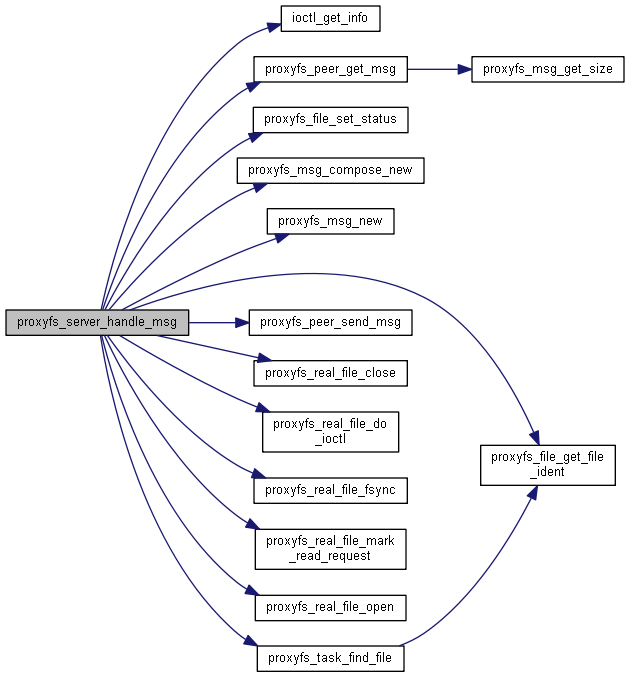 ioctl_get_info
proxyfs_peer_get_msg
proxyfs_msg_get_size
proxyfs_file_set_status
proxyfs_msg_compose_new
proxyfs_msg_new
proxyfs_server_handle_msg
proxyfs_peer_send_msg
proxyfs_real_file_close
proxyfs_real_file_do
_ioctl
proxyfs_file_get_file
_ident
proxyfs_real_file_fsync
proxyfs_real_file_mark
_read_request
proxyfs_real_file_open
proxyfs_task_find_file